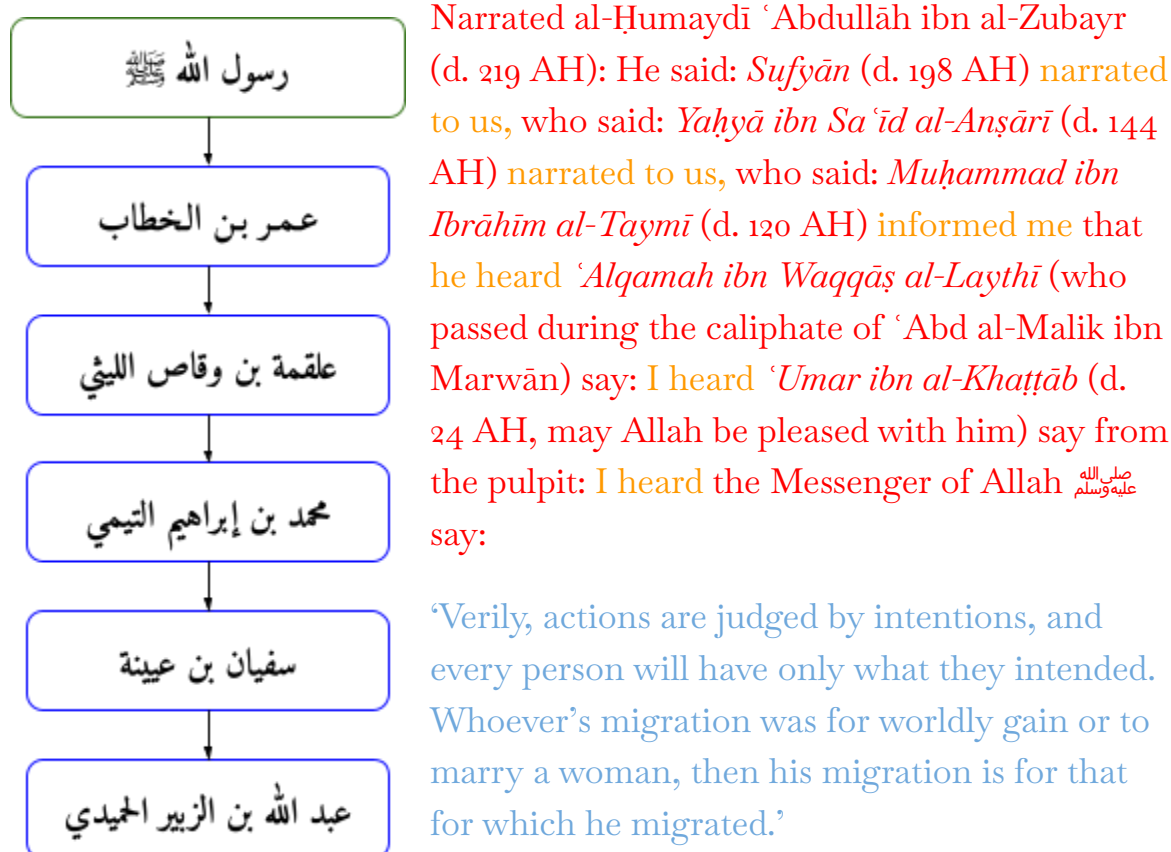 رسول الله ﷺ
عمر بن الخطاب
علقمة بن وقاص الليثي
محمد بن إبراهيم التيمي
سفيان بن عيينة
عبد الله بن الزبير الحميدي
Narrated al-Ḥumaydī ʿAbdullāh ibn al-Zubayr
(d. 219 AH): He said: Sufyān (d. 198 AH) narrated
to us, who said: Yaḥyā ibn Saʿīd al-Anṣārī (d. 144
AH) narrated to us, who said: Muḥammad ibn
Ibrāhīm al-Taymī (d. 120 AH) informed me that
he heard ʿAlqamah ibn Waqqāṣ al-Laythī (who
passed during the caliphate of ʿAbd al-Malik ibn
Marwān) say: I heard ʿUmar ibn al-Khaṭṭāb (d.
24 AH, may Allah be pleased with him) say from
the pulpit: I heard the Messenger of Allah ﷺ
say:
‘Verily, actions are judged by intentions, and
every person will have only what they intended.
Whoever’s migration was for worldly gain or to
marry a woman, then his migration is for that
for which he migrated.’